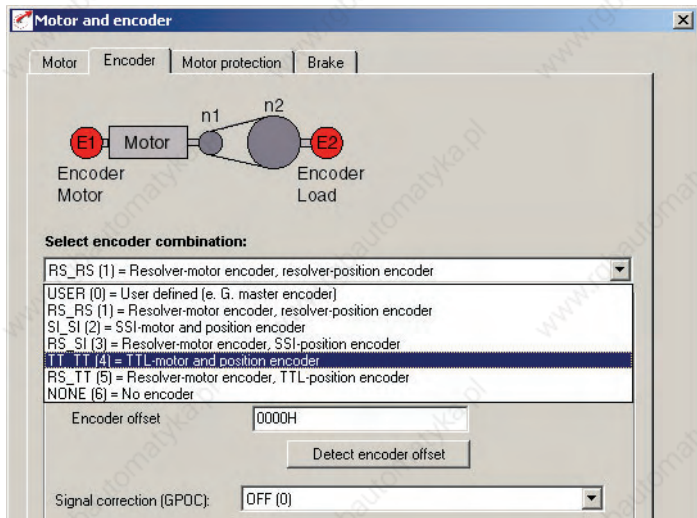 Motor and encoder
Motor Encoder Motor protection Brake
n1 n2
E1 Motor E2
Encoder Motor
Encoder Load
Select encoder combination:
RS_RS (1) = Resolver-motor encoder, resolver-position encoder
USER (0) = User defined (e. G. master encoder)
RS_RS (1) = Resolver-motor encoder, resolver-position encoder
SI_SI (2) = SSI-motor and position encoder
RS_SI (3) = Resolver-motor encoder, SSI-position encoder
TT_TT (4) = TTL-motor and position encoder
RS_TT (5) = Resolver-motor encoder, TTL-position encoder
NONE (6) = No encoder
Encoder offset 0000H
Detect encoder offset
Signal correction (GPOC): OFF (0)
www.rgbautomatyka.pl